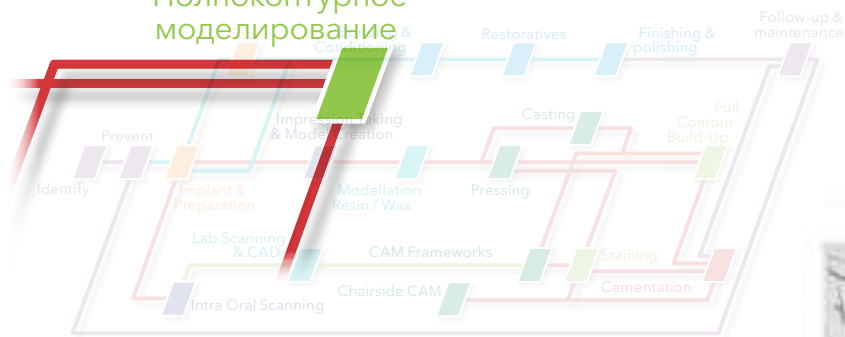 Полноконтурное
моделирование
Follow-up &
maintenance
Conditioning &
Restoratives
Finishing &
polishing
Impression Taking
& Model Creation
Casting
Full
Contour
Build-Up
Prevent
Identify
Implant &
Preparation
Modellation
Resin / Wax
Pressing
Lab Scanning
& CAD
CAM Frameworks
Staining
Cementation
Chairside CAM
Intra Oral Scanning